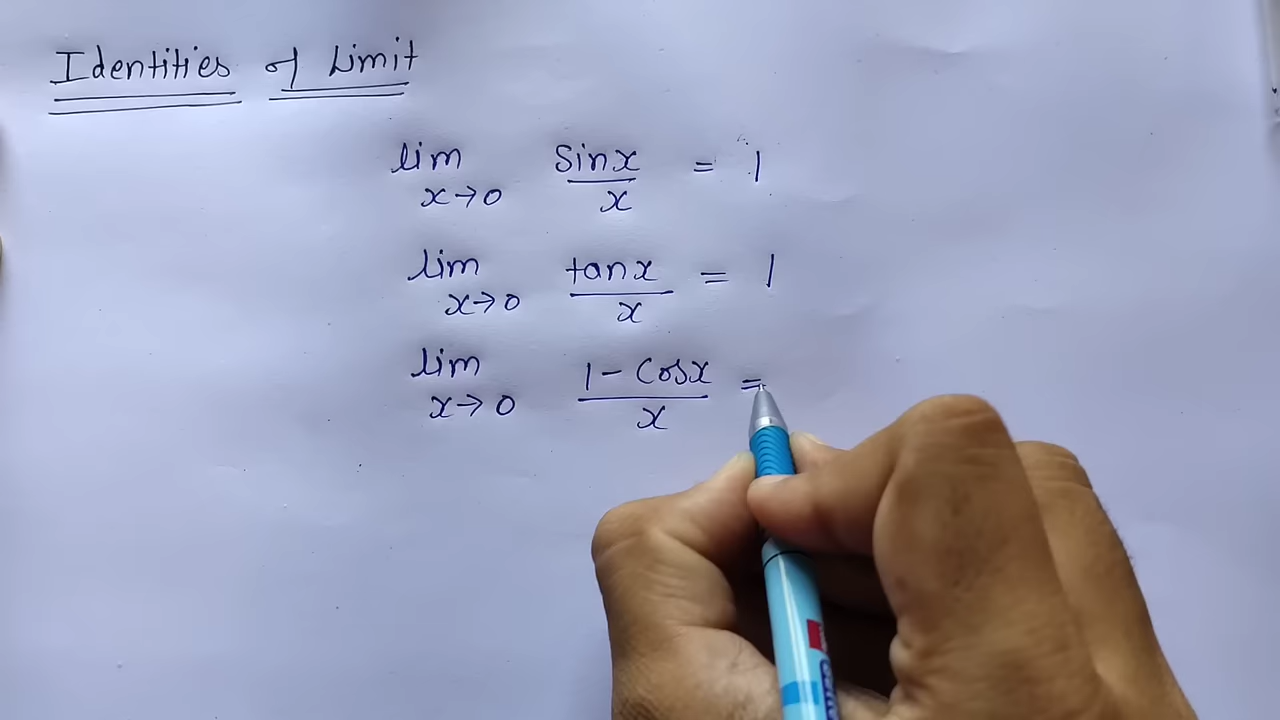 Identities of Limit
lim x→0 Sinx/x = 1
lim x→0 tanx/x = 1
lim x→0 1 - Cosx/x =